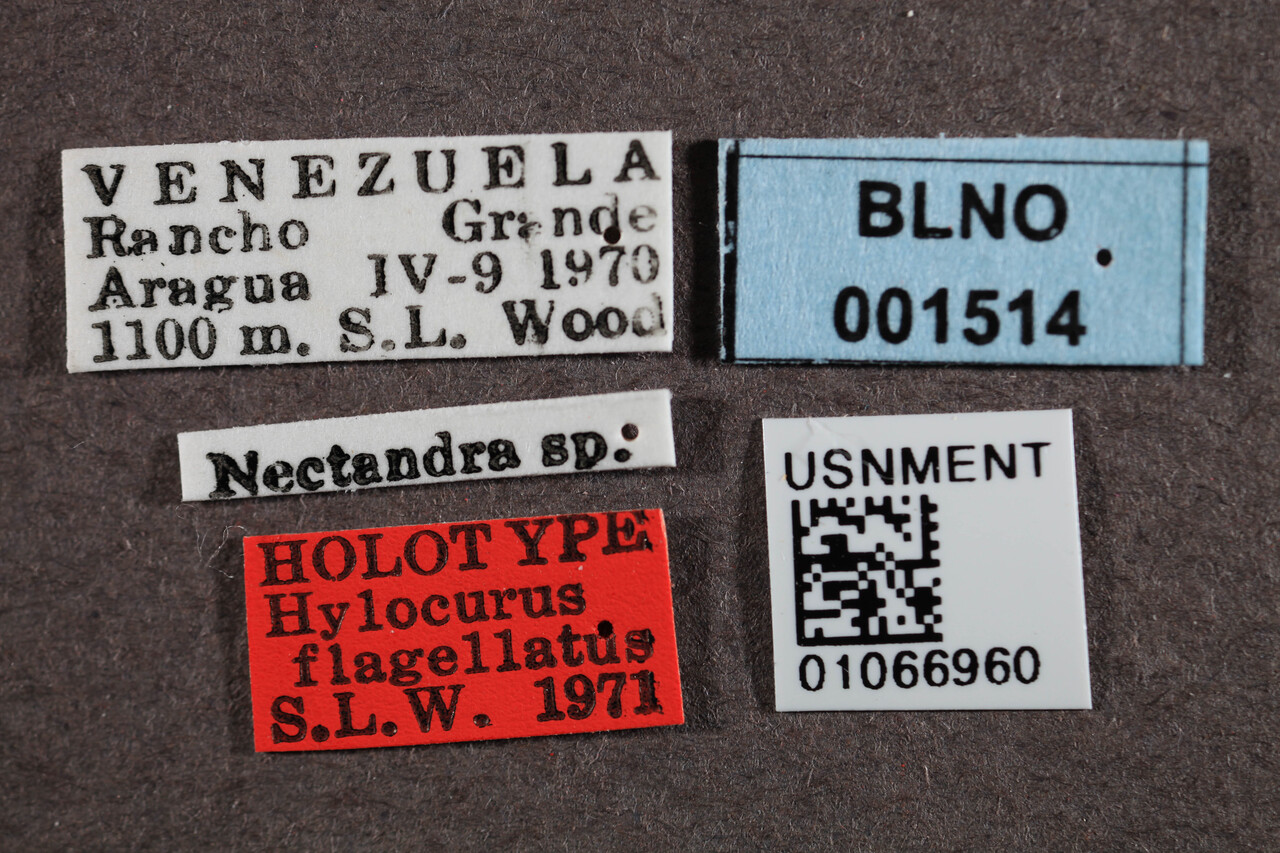 VENEZUELA
Rancho Grande
Aragua IV-9 1970
1100 m. S.L. Wood
BLNO
001514
Nectandra sp.
USNMENT
01066960
HOLOTYPE
Hylocurus
flagellatus
S.L.W. 1971